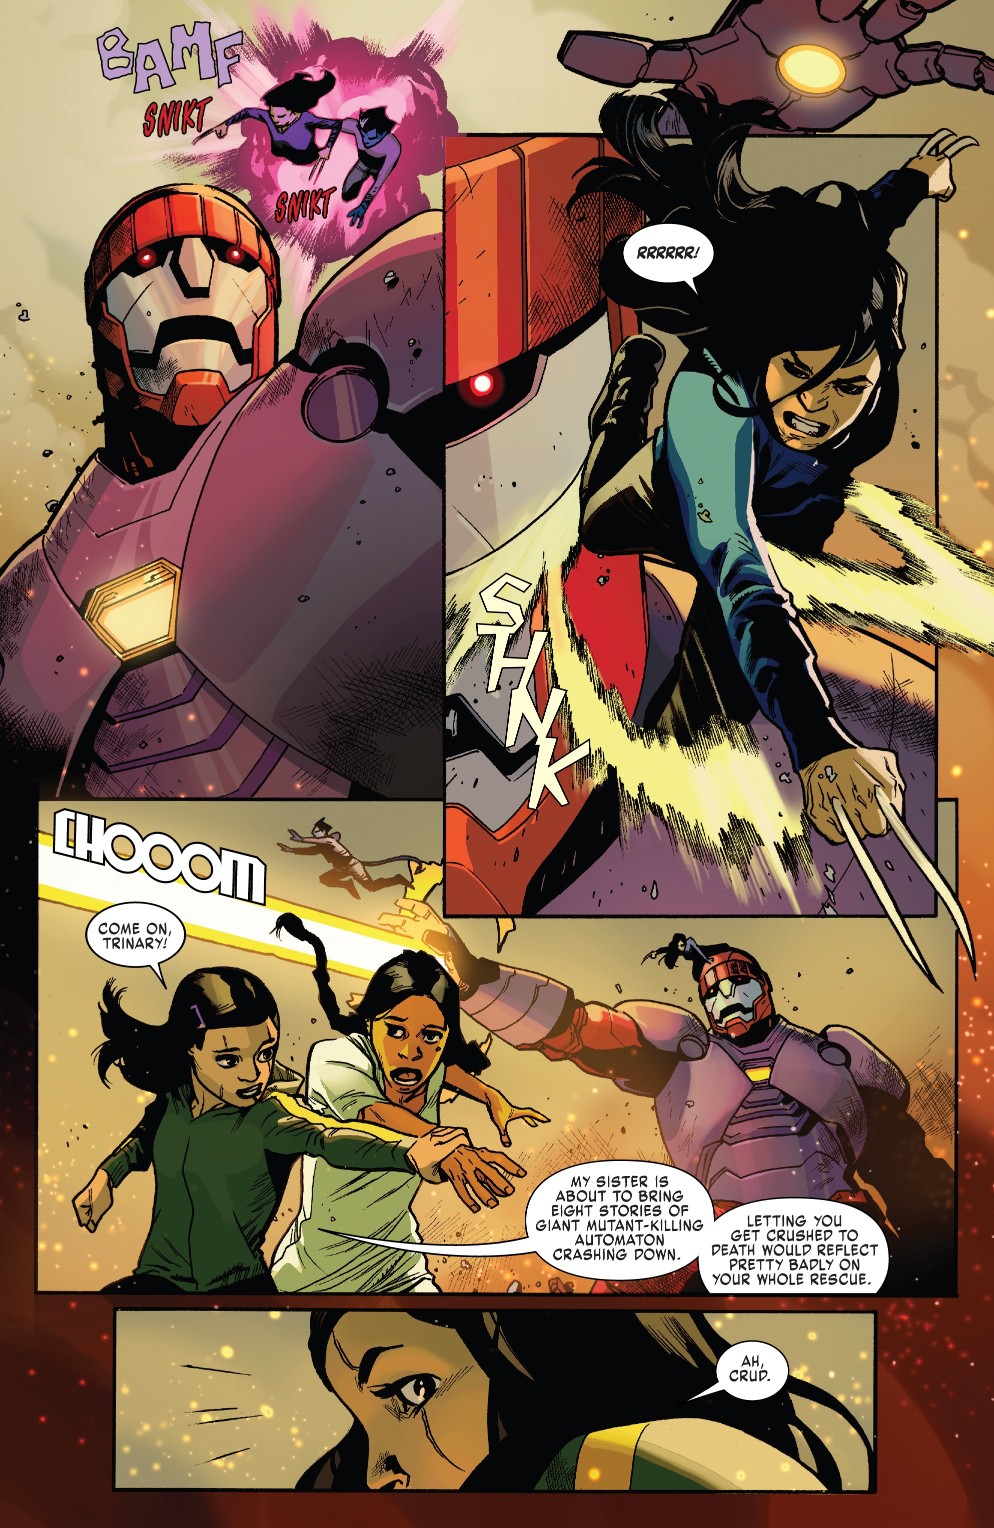 BAMF
SNIKT
SNIKT
RRRRRR!
SHNK
CHOOOM
COME ON,
TRINARY!
MY SISTER IS
ABOUT TO BRING
EIGHT STORIES OF
GIANT MUTANT-KILLING
AUTOMATON
CRASHING DOWN.
LETTING YOU
GET CRUSHED TO
DEATH WOULD REFLECT
PRETTY BADLY ON
YOUR WHOLE RESCUE.
AH,
CRUD.